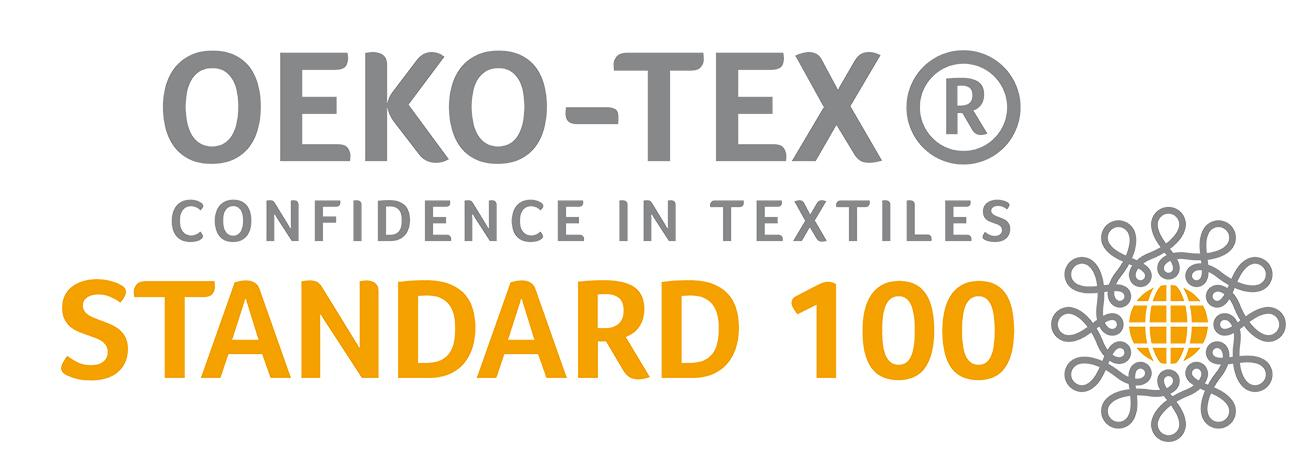 OEKO-TEX®
CONFIDENCE IN TEXTILES
STANDARD 100